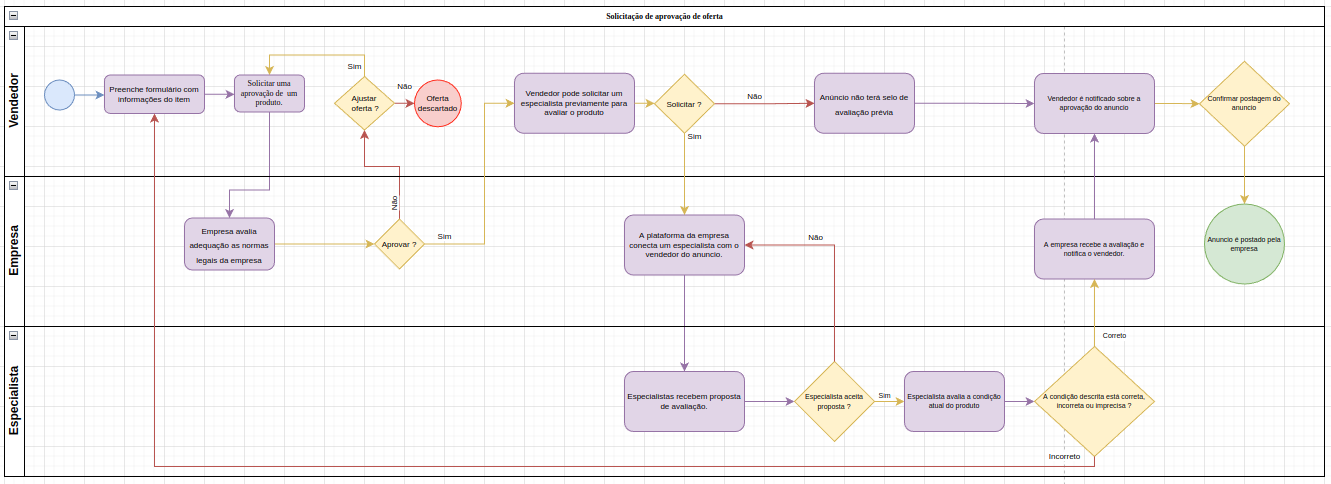 Solicitação de aprovação de oferta
Vendedor
Preenche formulário com
informações do item
Solicitar uma
aprovação de um
produto.
Sim
Ajustar
oferta ?
Não
Oferta
descartado
Vendedor pode solicitar um
especialista previamente para
avaliar o produto
Solicitar ?
Não
Sim
Anúncio não terá selo de
avaliação prévia
Vendedor é notificado sobre a
aprovação do anuncio
Confirmar postagem do
anuncio
Empresa
Empresa avalia
adequação as normas
legais da empresa
Não
Aprovar ?
Sim
A plataforma da empresa
conecta um especialista com o
vendedor do anuncio.
Não
A empresa recebe a avaliação e
notifica o vendedor.
Anuncio é postado pela
empresa
Especialista
Especialistas recebem proposta
de avaliação.
Especialista aceita
proposta ?
Sim
Especialista avalia a condição
atual do produto
Correto
A condição descrita está correta,
incorreta ou imprecisa ?
Incorreto